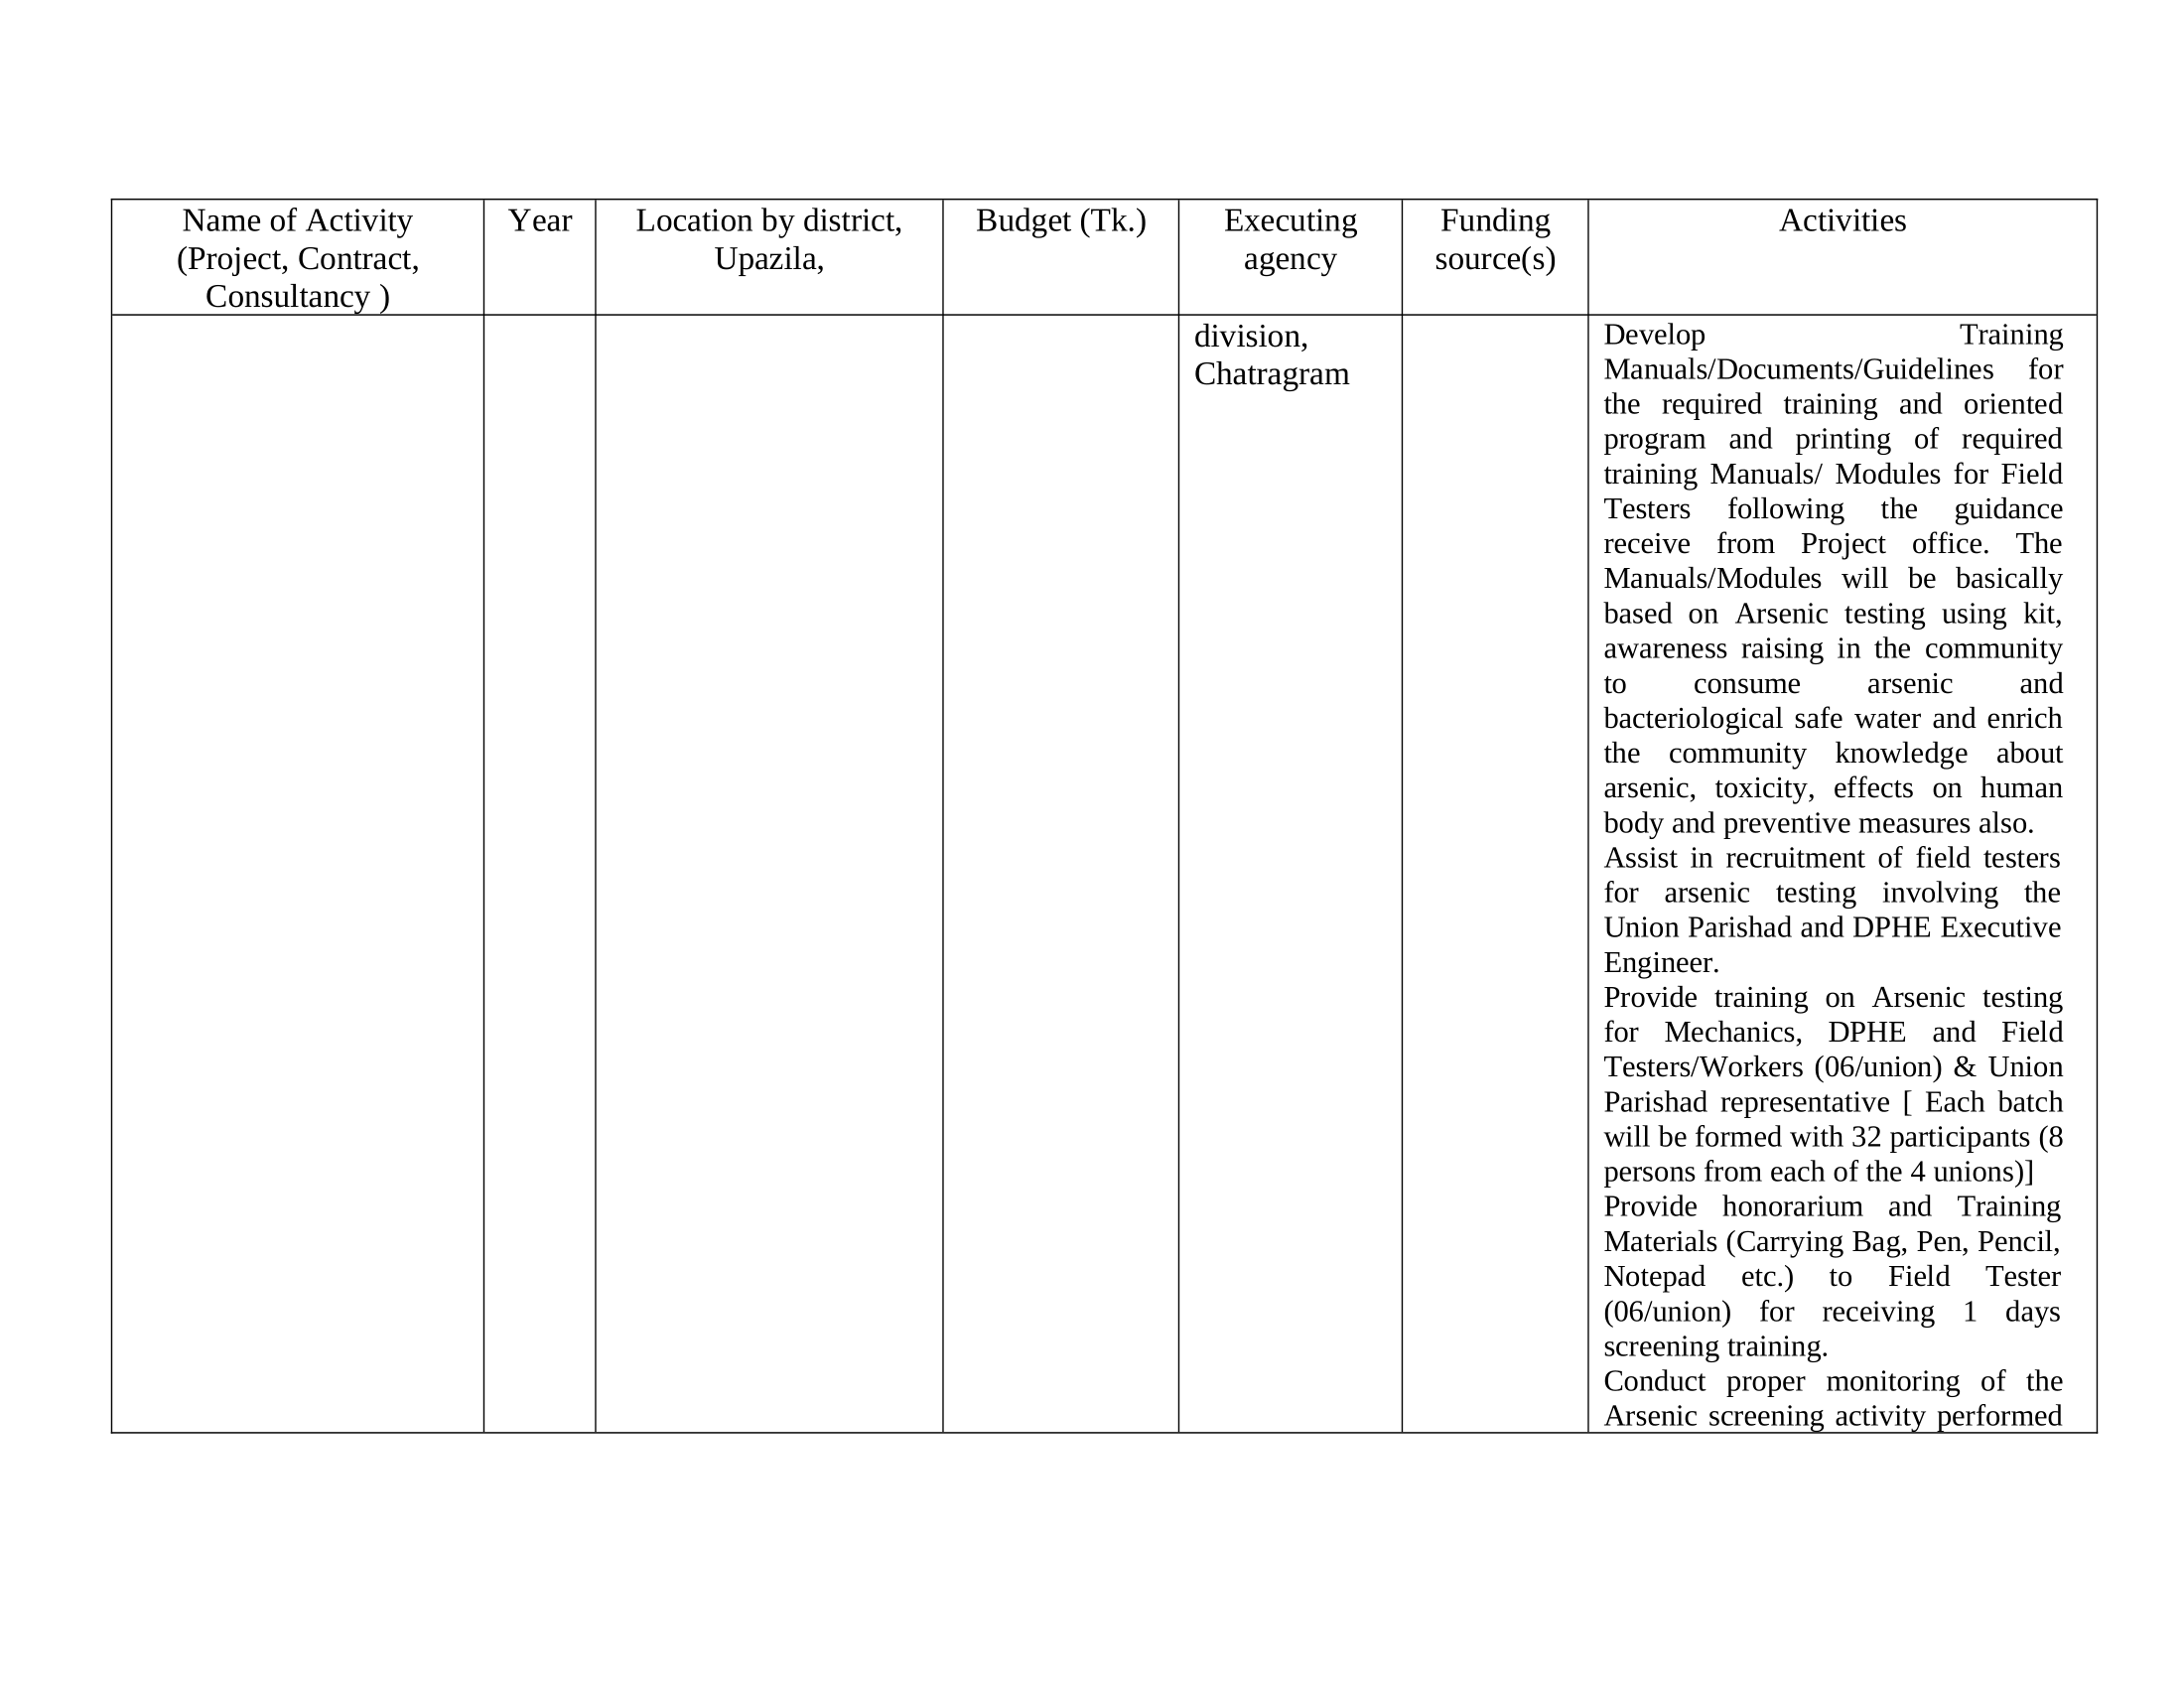 Name of Activity
(Project, Contract,
Consultancy )
Year
Location by district,
Upazila,
Budget (Tk.)
Executing
agency
Funding
source(s)
Activities
division,
Chatragram
Develop Training
Manuals/Documents/Guidelines for
the required training and oriented
program and printing of required
training Manuals/ Modules for Field
Testers following the guidance
receive from Project office. The
Manuals/Modules will be basically
based on Arsenic testing using kit,
awareness raising in the community
to consume arsenic and
bacteriological safe water and enrich
the community knowledge about
arsenic, toxicity, effects on human
body and preventive measures also.
Assist in recruitment of field testers
for arsenic testing involving the
Union Parishad and DPHE Executive
Engineer.
Provide training on Arsenic testing
for Mechanics, DPHE and Field
Testers/Workers (06/union) & Union
Parishad representative [ Each batch
will be formed with 32 participants (8
persons from each of the 4 unions)]
Provide honorarium and Training
Materials (Carrying Bag, Pen, Pencil,
Notepad etc.) to Field Tester
(06/union) for receiving 1 days
screening training.
Conduct proper monitoring of the
Arsenic screening activity performed